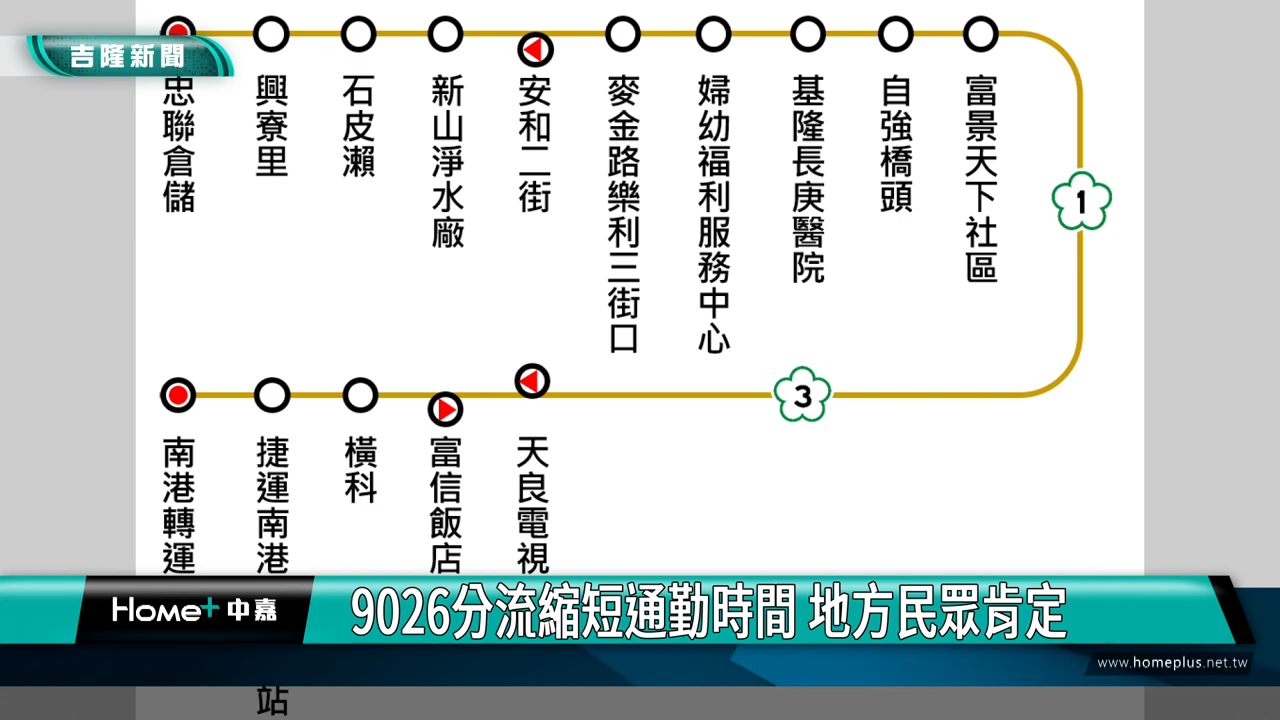 吉隆新聞
忠聯倉儲
興寮里
石皮瀨
新山淨水廠
安和二街
麥金路樂利三街口
婦幼福利服務中心
基隆長庚醫院
自強橋頭
富景天下社區
1
3
南港轉運
捷運南港
站
橫科
富信飯店
天良電視
Home+中嘉
9026分流縮短通勤時間 地方民眾肯定
www.homeplus.net.tw